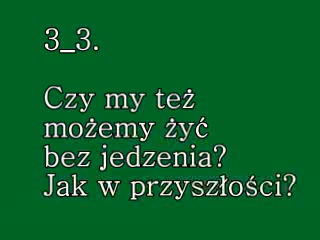 3_3.
Czy my też
możemy żyć
bez jedzenia?
Jak w przyszłości?